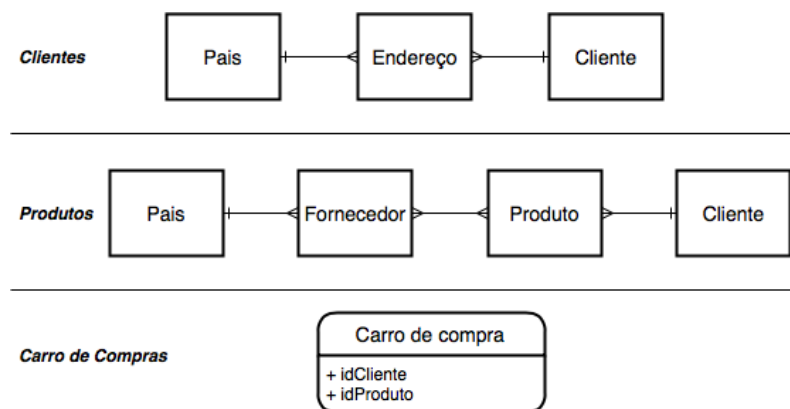 Clientes
Pais
Endereço
Cliente
Produtos
Pais
Fornecedor
Produto
Cliente
Carro de Compras
Carro de compra
+ idCliente
+ idProduto